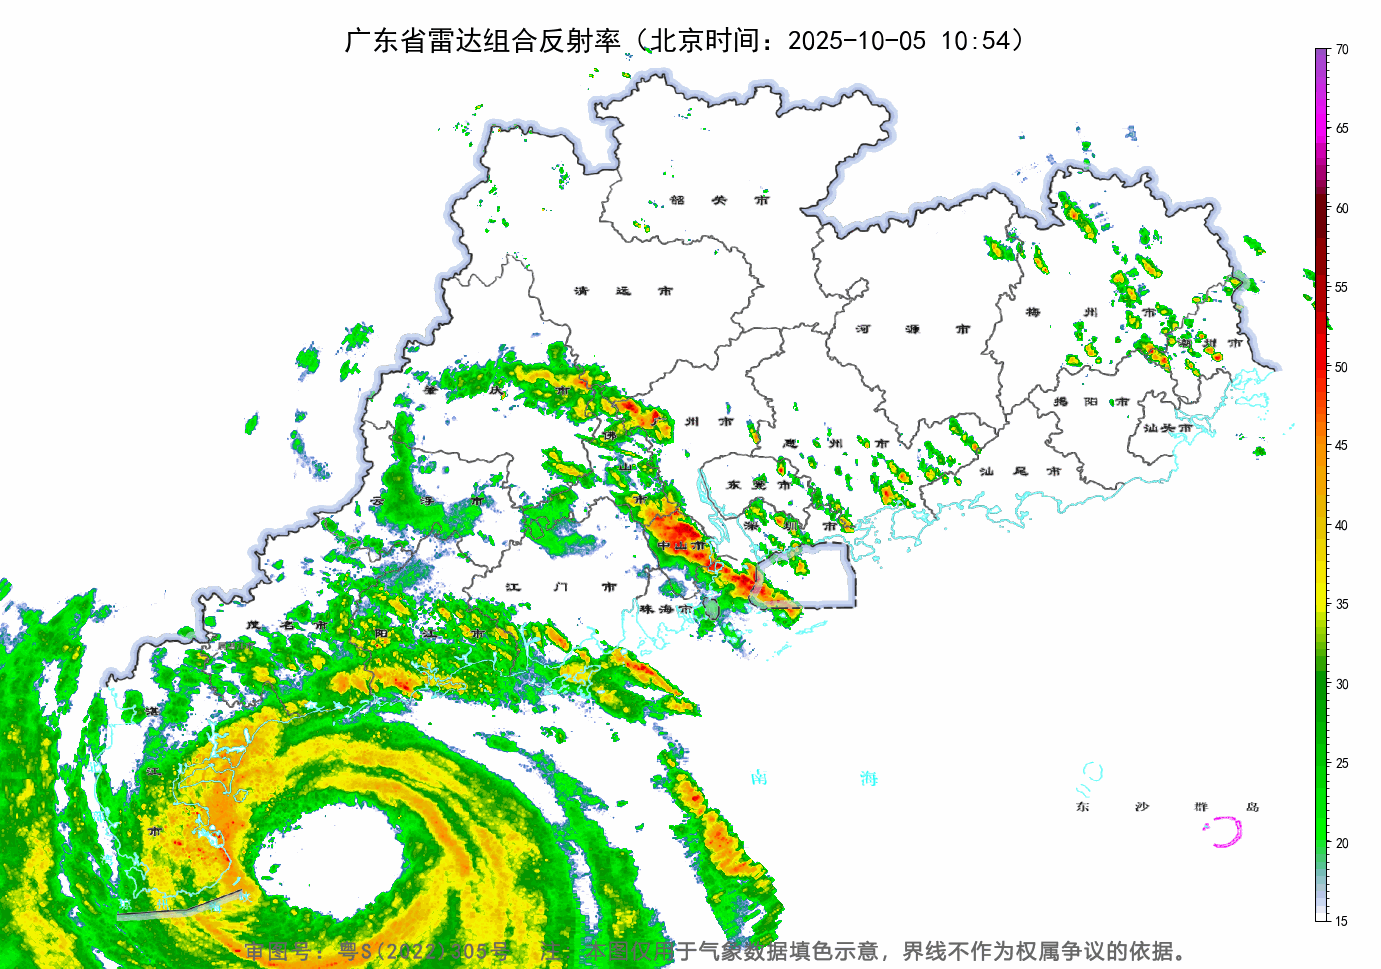 广东省雷达组合反射率（北京时间：2025-10-05 10:54）
70
65
60
55
50
45
40
35
30
25
20
15
韶 关 市
清 远 市
河 源 市
梅 州 市
潮 州 市
肇 庆 市
广 州 市
揭 阳 市
汕头市
惠 州 市
佛 山 市
东 莞 市
汕 尾 市
云 浮 市
深 圳 市
中山市
江 门 市
珠海市
茂 名 市
阳 江 市
湛 江 市
南 海
东 沙 群 岛
审图号：粤S(2022)305号 注：本图仅用于气象数据填色示意，界线不作为权属争议的依据。